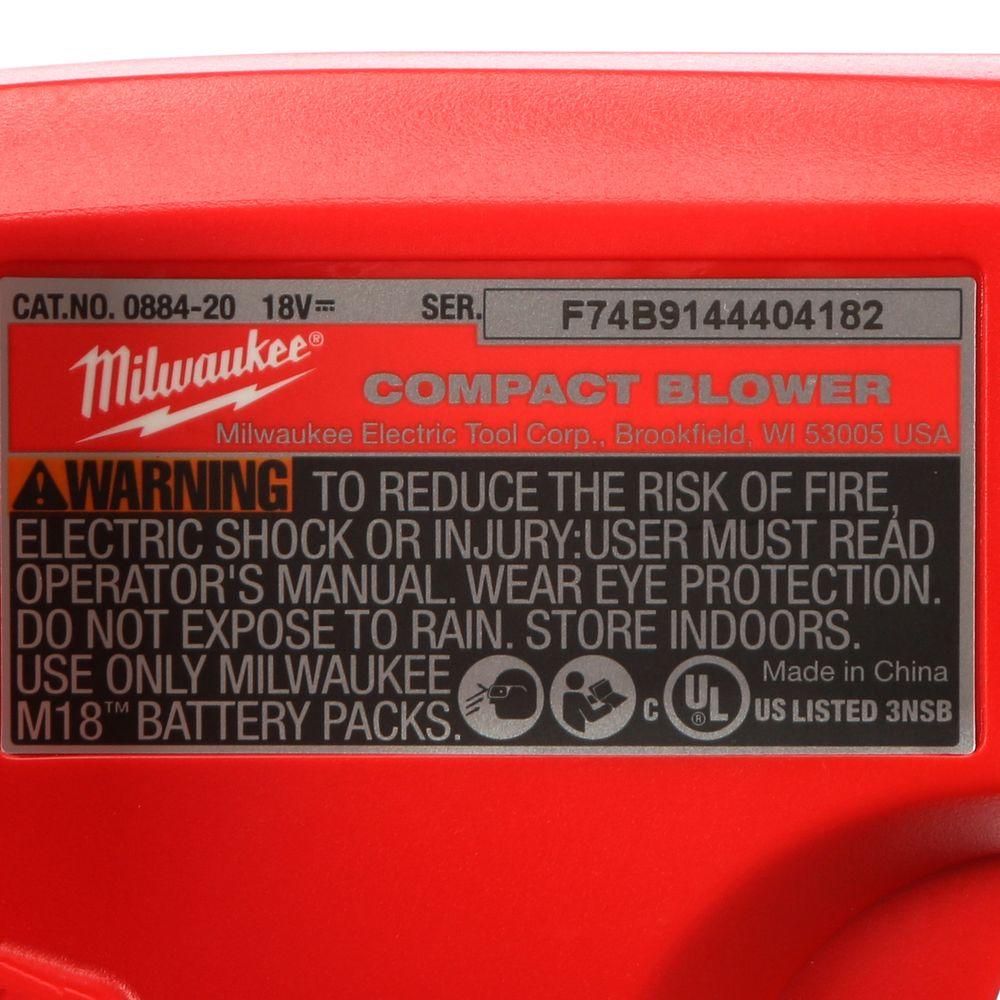 CAT.NO. 0884-20 18V⎓ SER. F74B9144404182
Milwaukee®
COMPACT BLOWER
Milwaukee Electric Tool Corp., Brookfield, WI 53005 USA
WARNING TO REDUCE THE RISK OF FIRE,
ELECTRIC SHOCK OR INJURY:USER MUST READ
OPERATOR'S MANUAL. WEAR EYE PROTECTION.
DO NOT EXPOSE TO RAIN. STORE INDOORS.
USE ONLY MILWAUKEE
M18™ BATTERY PACKS.
Made in China
C UL® US LISTED 3NSB